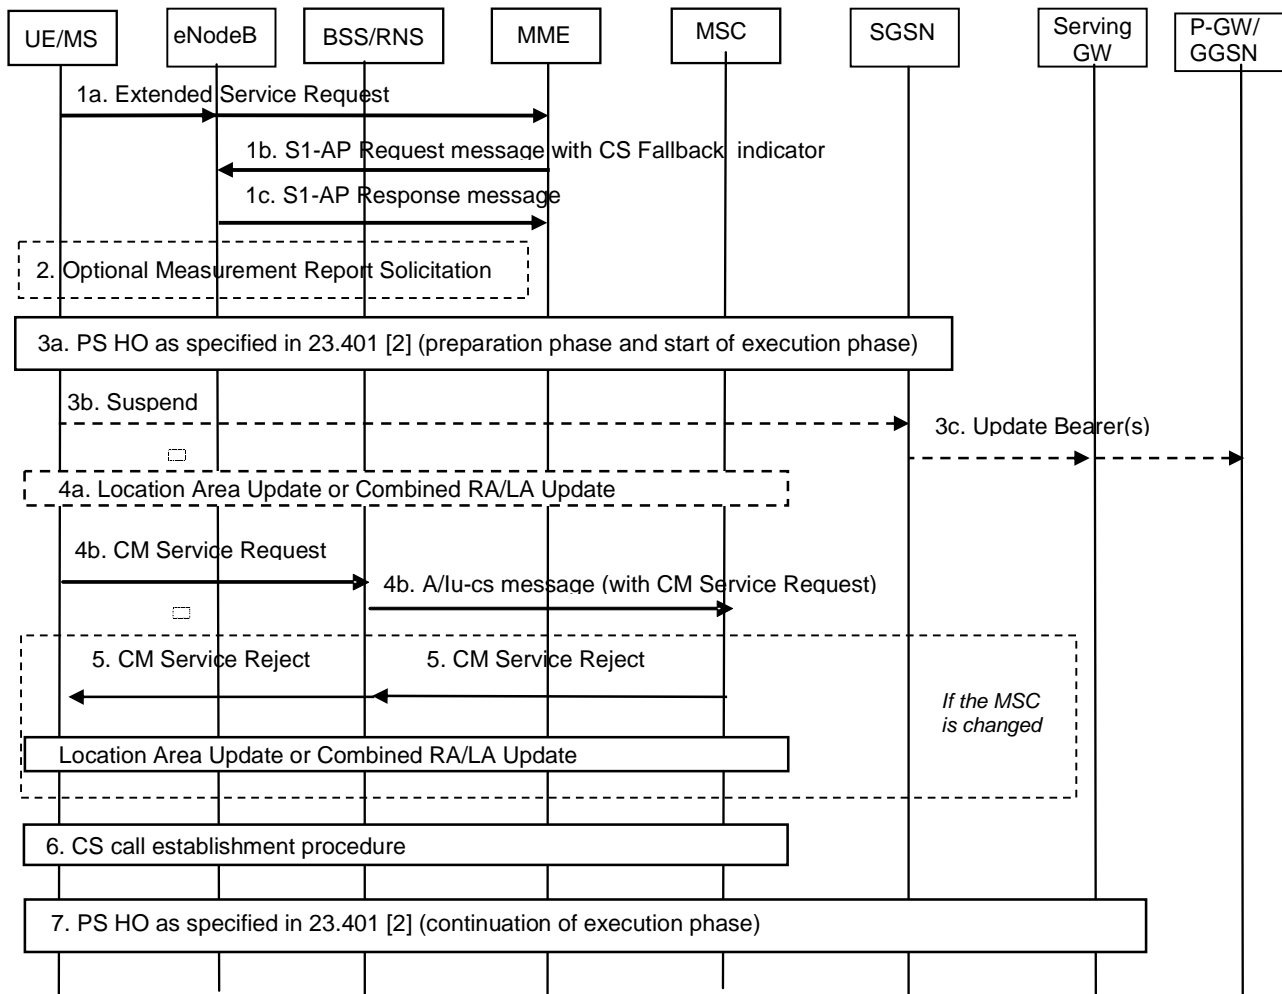 UE/MS
eNodeB
BSS/RNS
MME
MSC
SGSN
Serving
GW
P-GW/
GGSN
1a. Extended Service Request
1b. S1-AP Request message with CS Fallback indicator
1c. S1-AP Response message
2. Optional Measurement Report Solicitation
3a. PS HO as specified in 23.401 [2] (preparation phase and start of execution phase)
3b. Suspend
3c. Update Bearer(s)
4a. Location Area Update or Combined RA/LA Update
4b. CM Service Request
4b. A/Iu-cs message (with CM Service Request)
5. CM Service Reject
5. CM Service Reject
If the MSC
is changed
Location Area Update or Combined RA/LA Update
6. CS call establishment procedure
7. PS HO as specified in 23.401 [2] (continuation of execution phase)